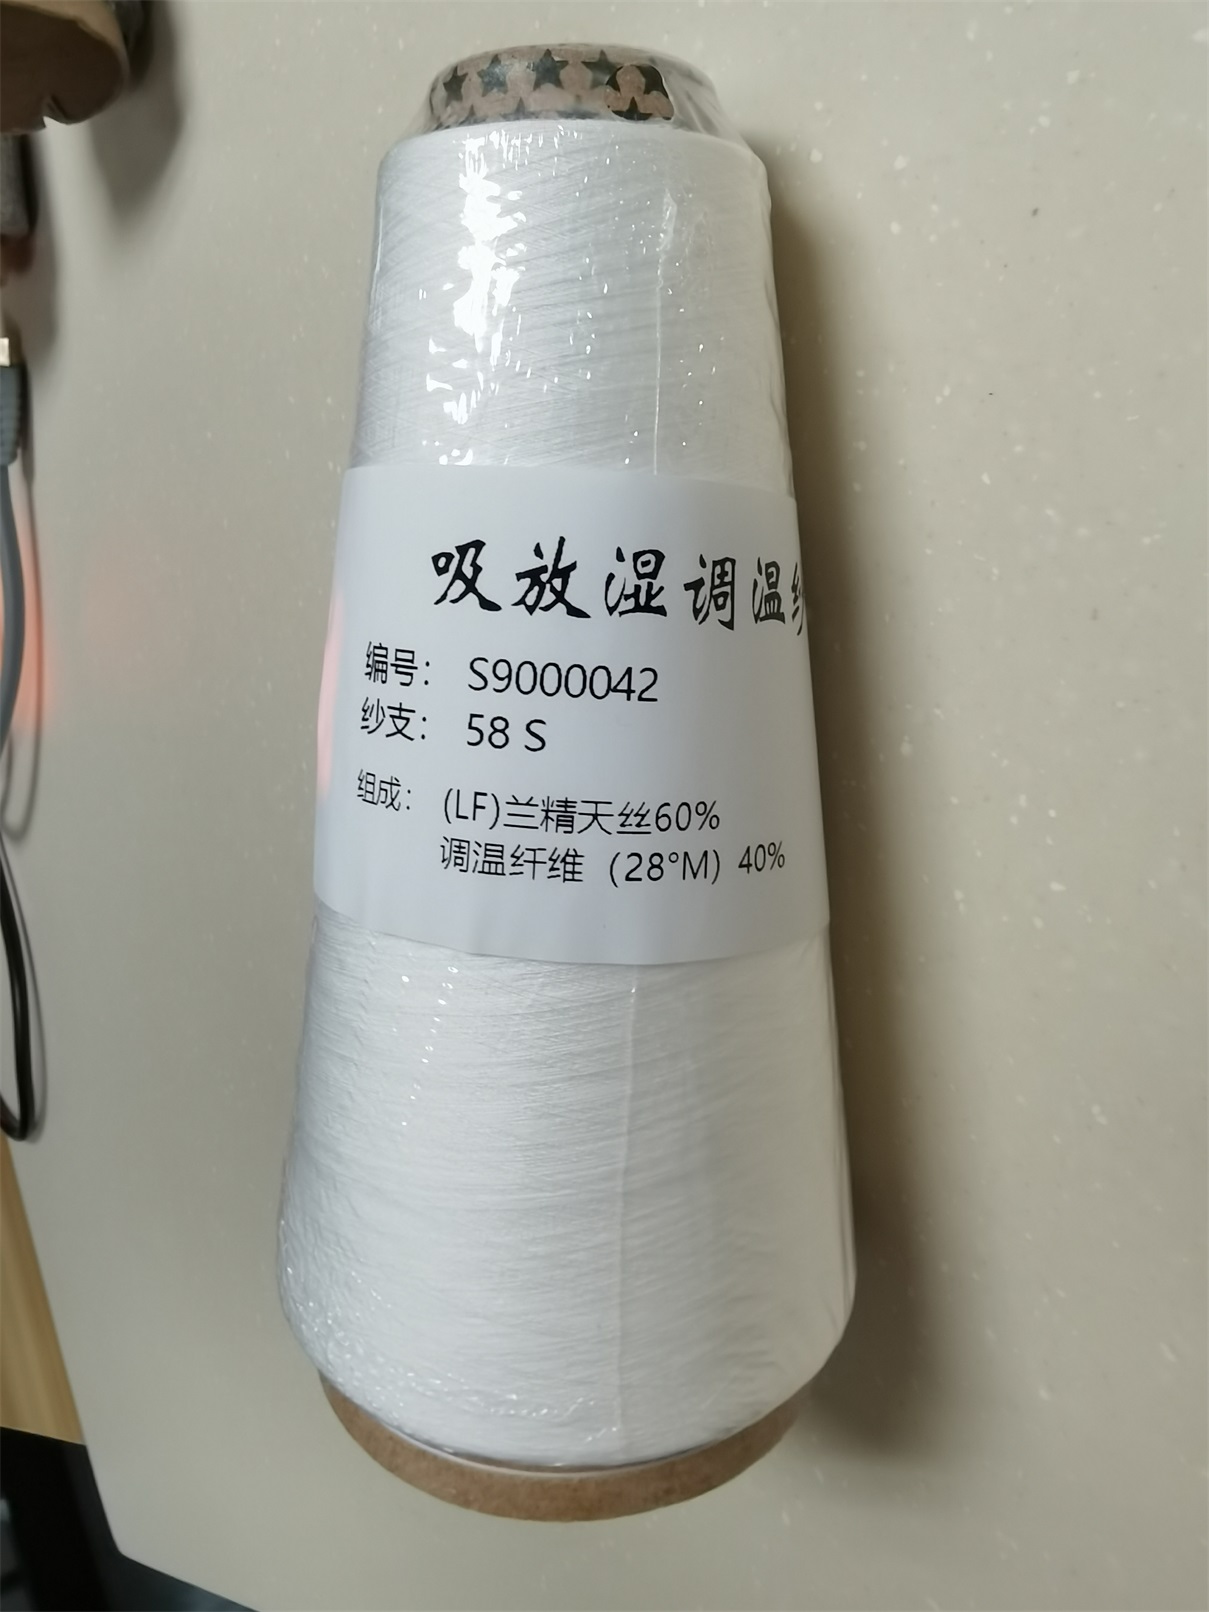 吸放湿调温
编号： S9000042
纱支： 58 S
组成： (LF)兰精天丝60%
调温纤维（28°M）40%